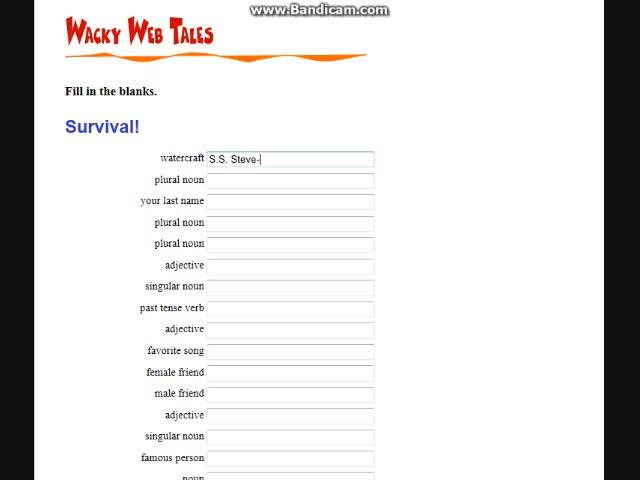 www.Bandicam.com
Wacky Web Tales
Fill in the blanks.
Survival!
watercraft S.S. Steve-
plural noun
your last name
plural noun
plural noun
adjective
singular noun
past tense verb
adjective
favorite song
female friend
male friend
adjective
singular noun
famous person
noun